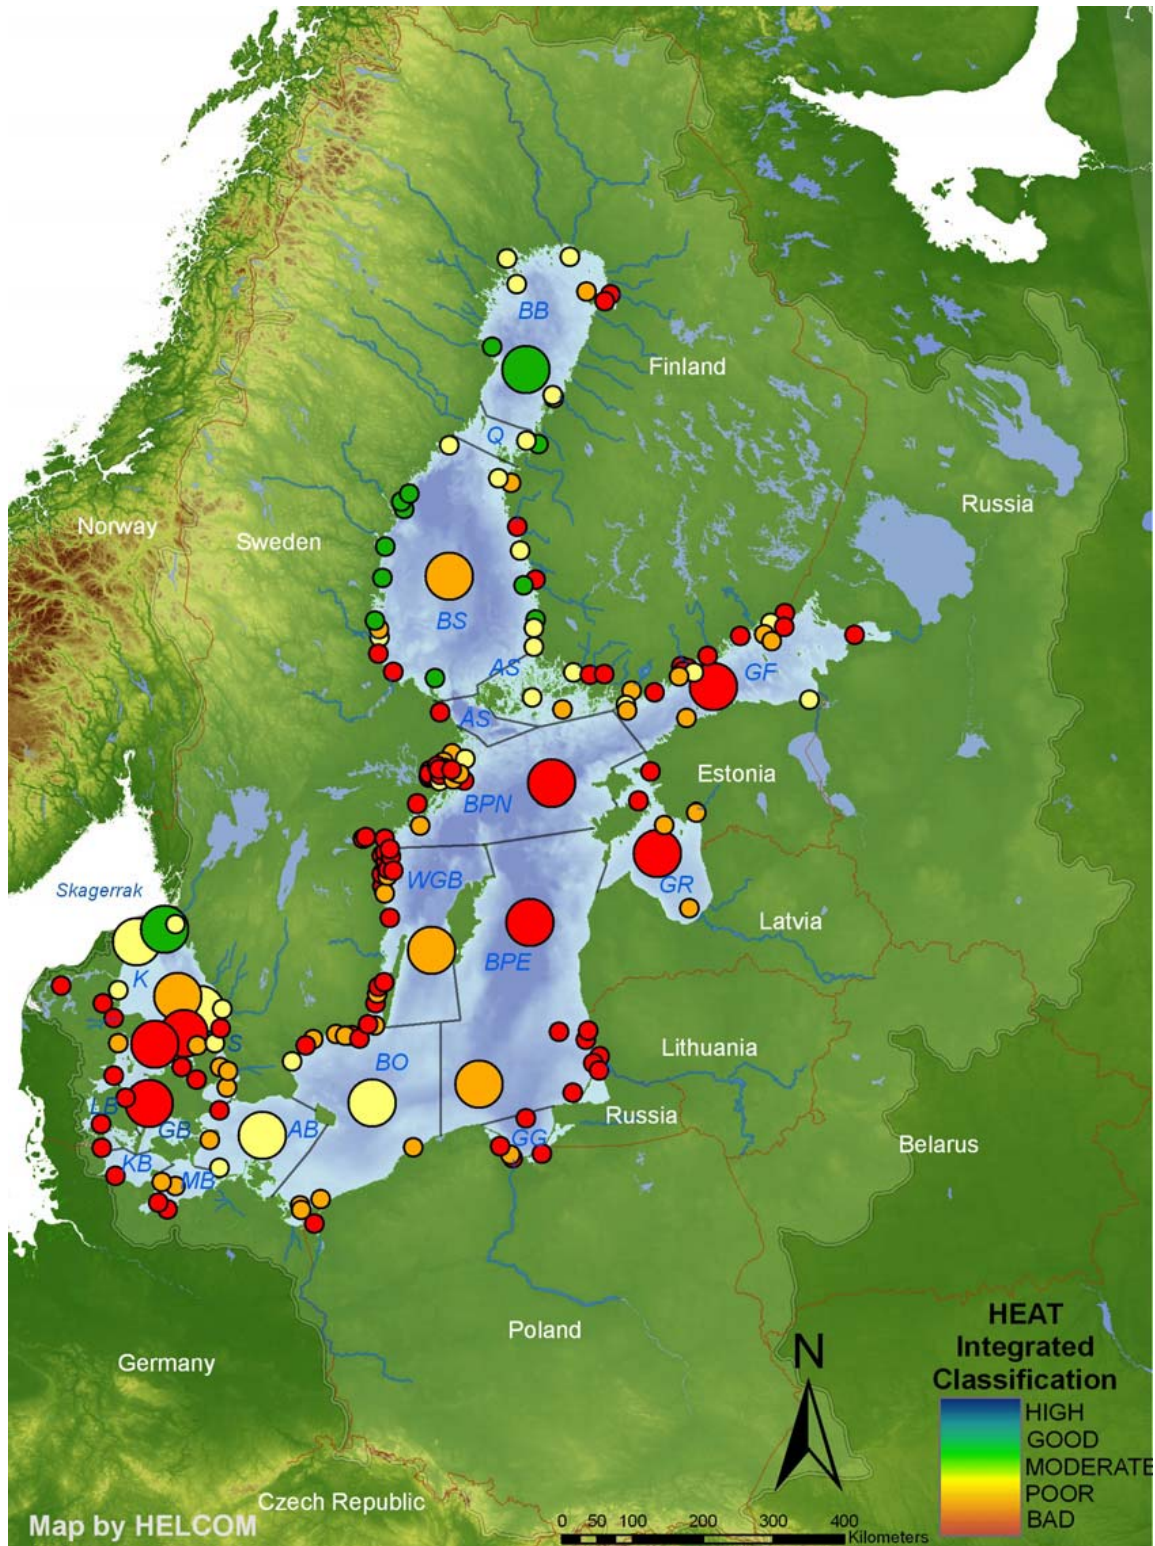 BB
Finland
Q
Russia
Norway
Sweden
BS
AS
GF
AS
Estonia
BPN
WGB
Skagerrak
GR
Latvia
BPE
K
S
BO
Lithuania
LB
Russia
GB
AB
GG
Belarus
KB
MB
Poland
Germany
N
HEAT
Integrated
Classification
HIGH
GOOD
MODERATE
POOR
BAD
Czech Republic
Map by HELCOM
0 50 100 200 300 400
Kilometers